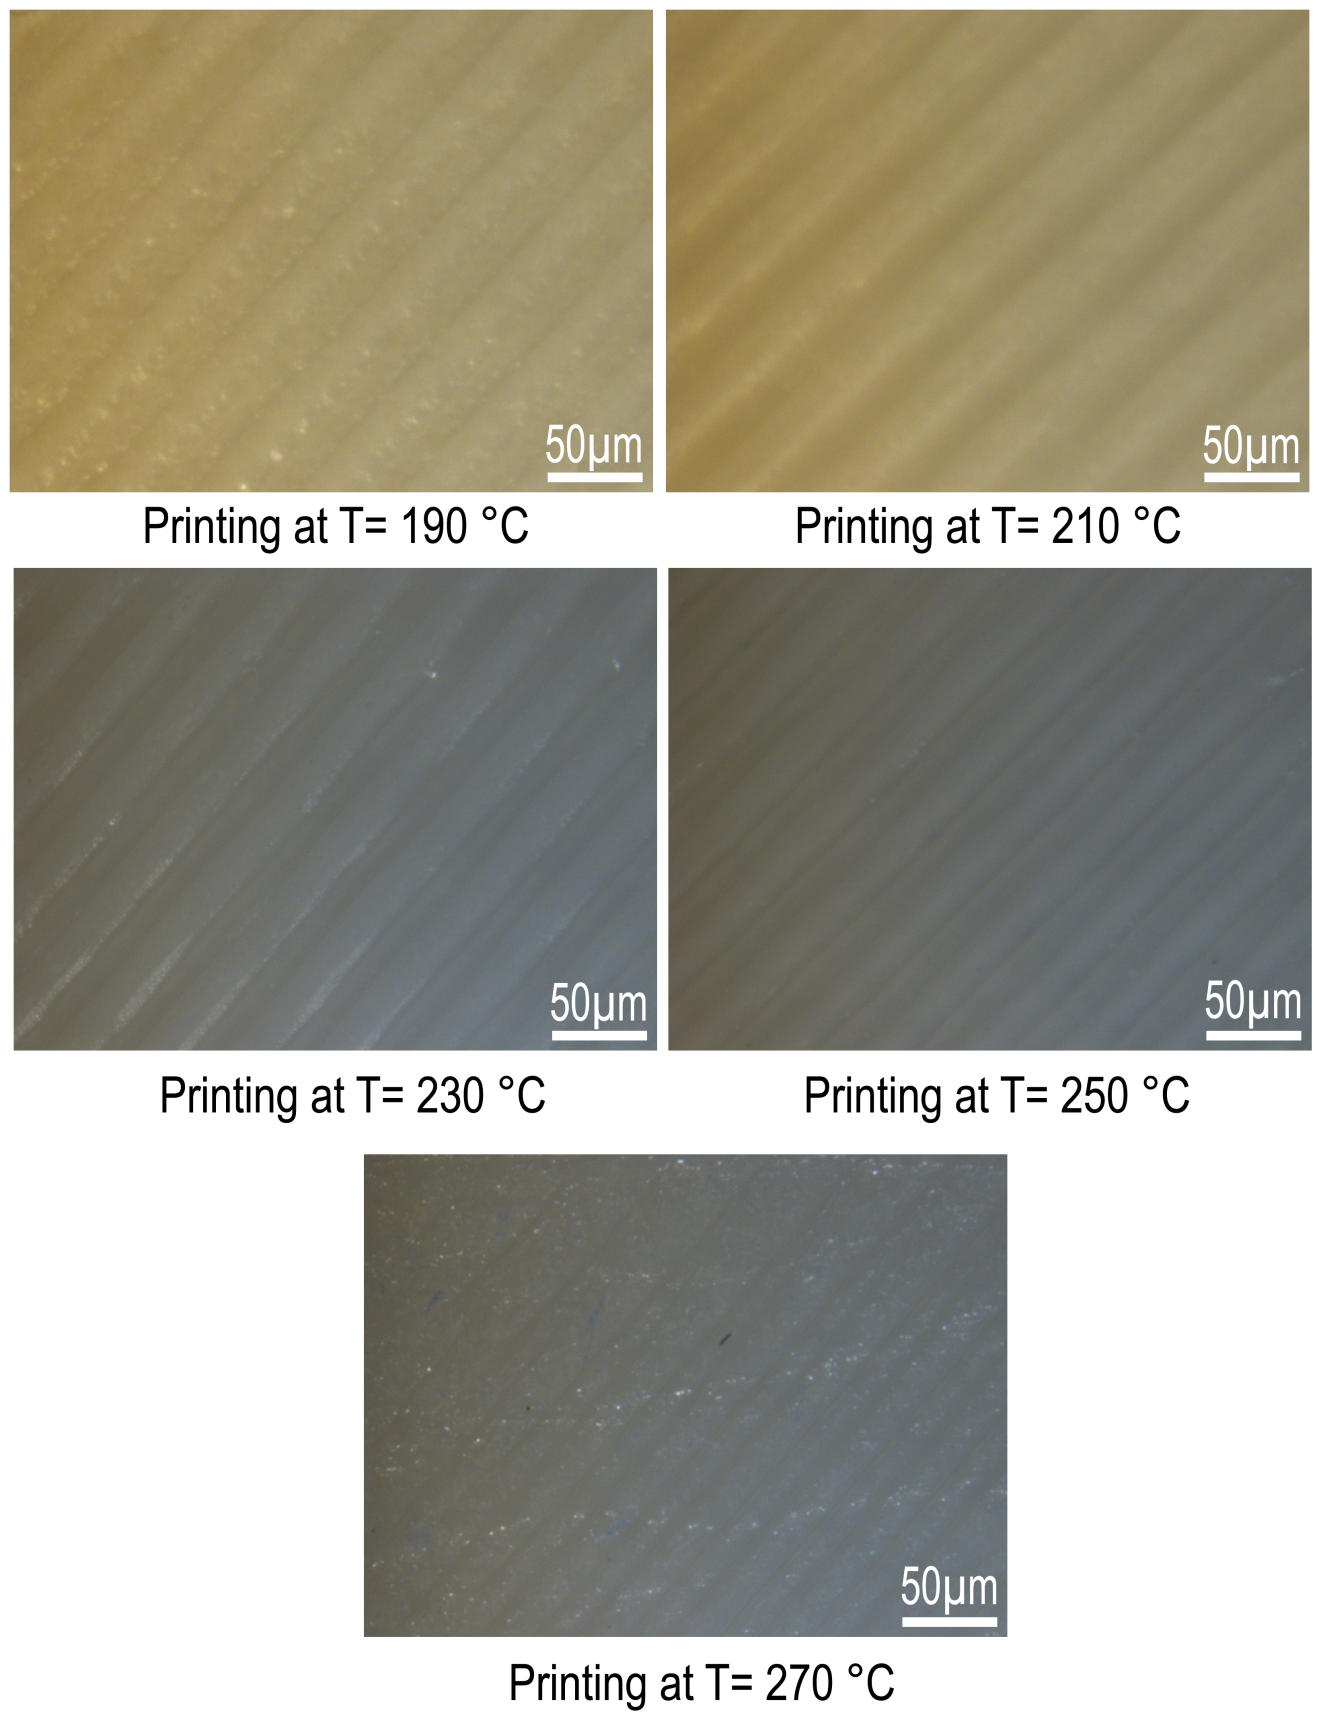 50µm
50µm
Printing at T= 190 °C
Printing at T= 210 °C
50µm
50µm
Printing at T= 230 °C
Printing at T= 250 °C
50µm
Printing at T= 270 °C